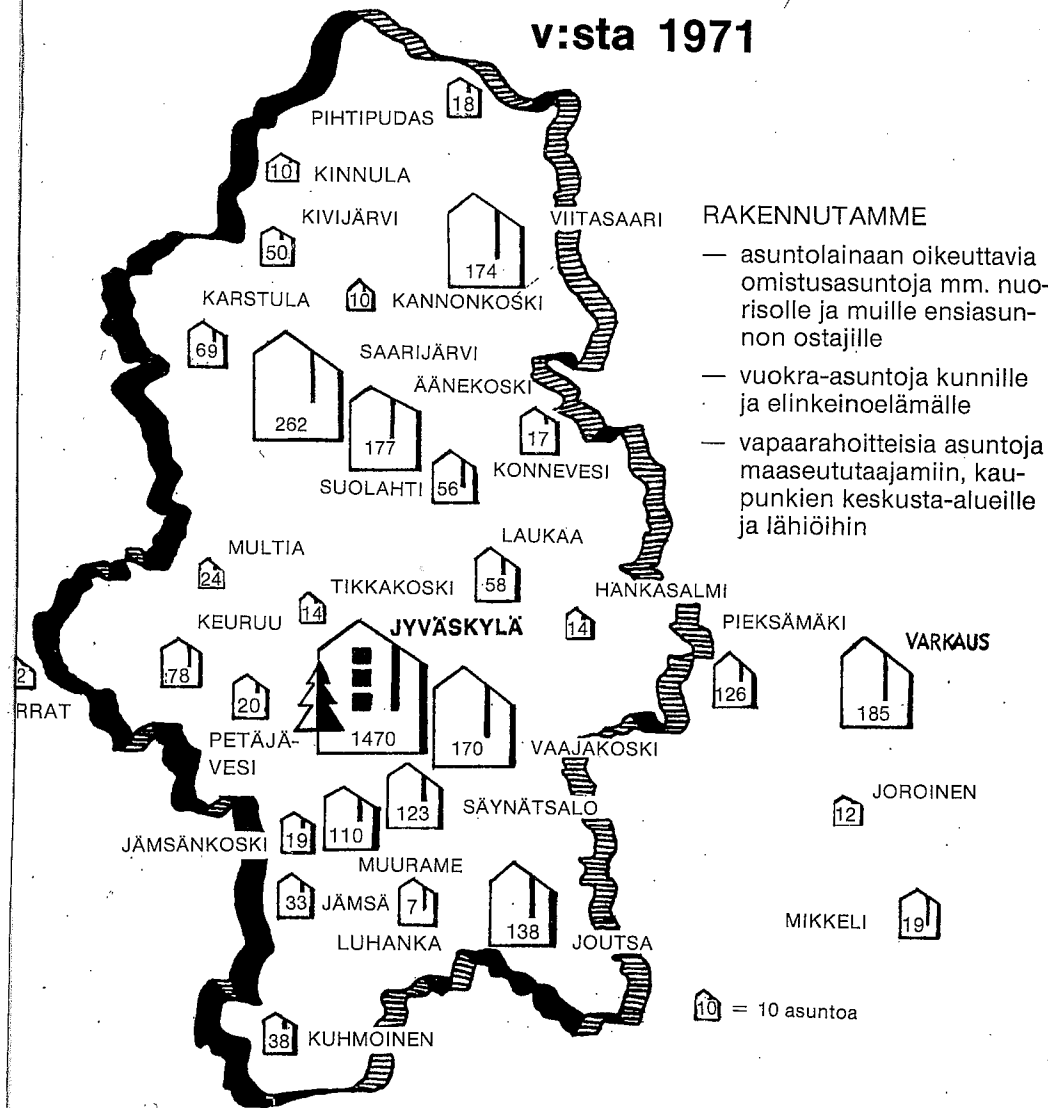 v:sta 1971
18
PIHTIPUDAS
10 KINNULA
KIVIJÄRVI
50
174
VIITASAARI
KARSTULA
10 KANNONKOSKI
69
SAARIJÄRVI
262
ÄÄNEKOSKI
177
17
KONNEVESI
SUOLAHTI 56
MULTIA
24
LAUKAA
TIKKAKOSKI
58
14
HANKASALMI
KEURUU
JYVÄSKYLÄ
14
PIEKSÄMÄKI
VARKAUS
78
2
RRAT
20
126
185
PETÄJÄ-
VESI
1470
170
VAAJAKOSKI
123
SÄYNÄTSALO
JOROINEN
12
JÄMSÄNKOSKI 19
110
MUURAME
33 JÄMSÄ
7
LUHANKA
138
JOUTSA
MIKKELI 19
38 KUHMOINEN
RAKENNUTAMME
— asuntolainaan oikeuttavia
omistusasuntoja mm. nuo-
risolle ja muille ensiasun-
non ostajille
— vuokra-asuntoja kunnille
ja elinkeinoelämälle
— vapaarahoitteisia asuntoja
maaseututaajamiin, kau-
punkien keskusta-alueille
ja lähiöihin
10 = 10 asuntoa